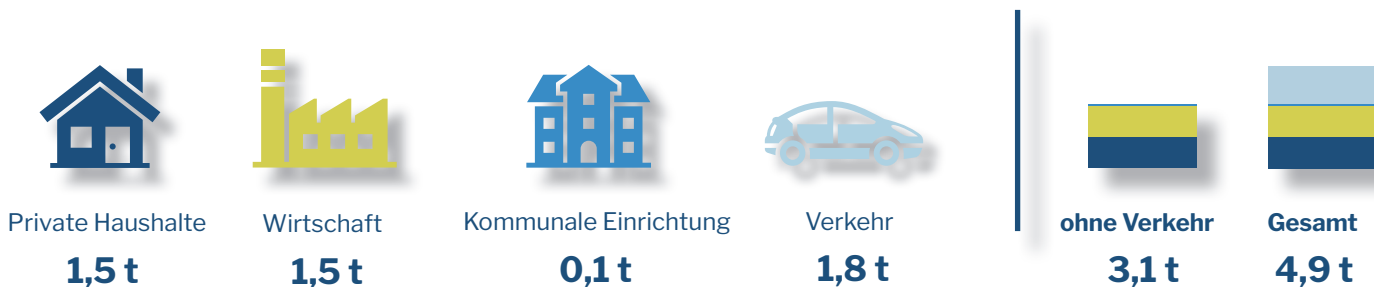 Private Haushalte
1,5 t
Wirtschaft
1,5 t
Kommunale Einrichtung
0,1 t
Verkehr
1,8 t
ohne Verkehr
3,1 t
Gesamt
4,9 t